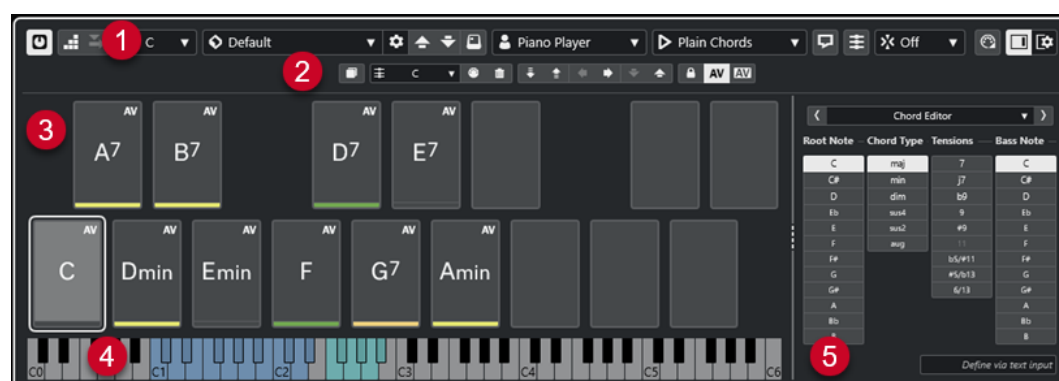 1 C Default Piano Player Plain Chords Off
2 C AV AV
3
AV AV AV AV
A7 B7 D7 E7
AV AV AV AV AV AV
C Dmin Emin F G7 Amin
4
C0 C1 C2 C3 C4 C5 C6
Chord Editor
Root Note Chord Type Tensions Bass Note
C maj 7 C
C# min j7 C#
D dim b9 D
Eb sus4 9 Eb
E sus2 #9 E
F aug 11 F
F# b5/#11 F#
G #5/b13 G
G# 6/13 G#
A A
Bb Bb
B B
5
Define via text input